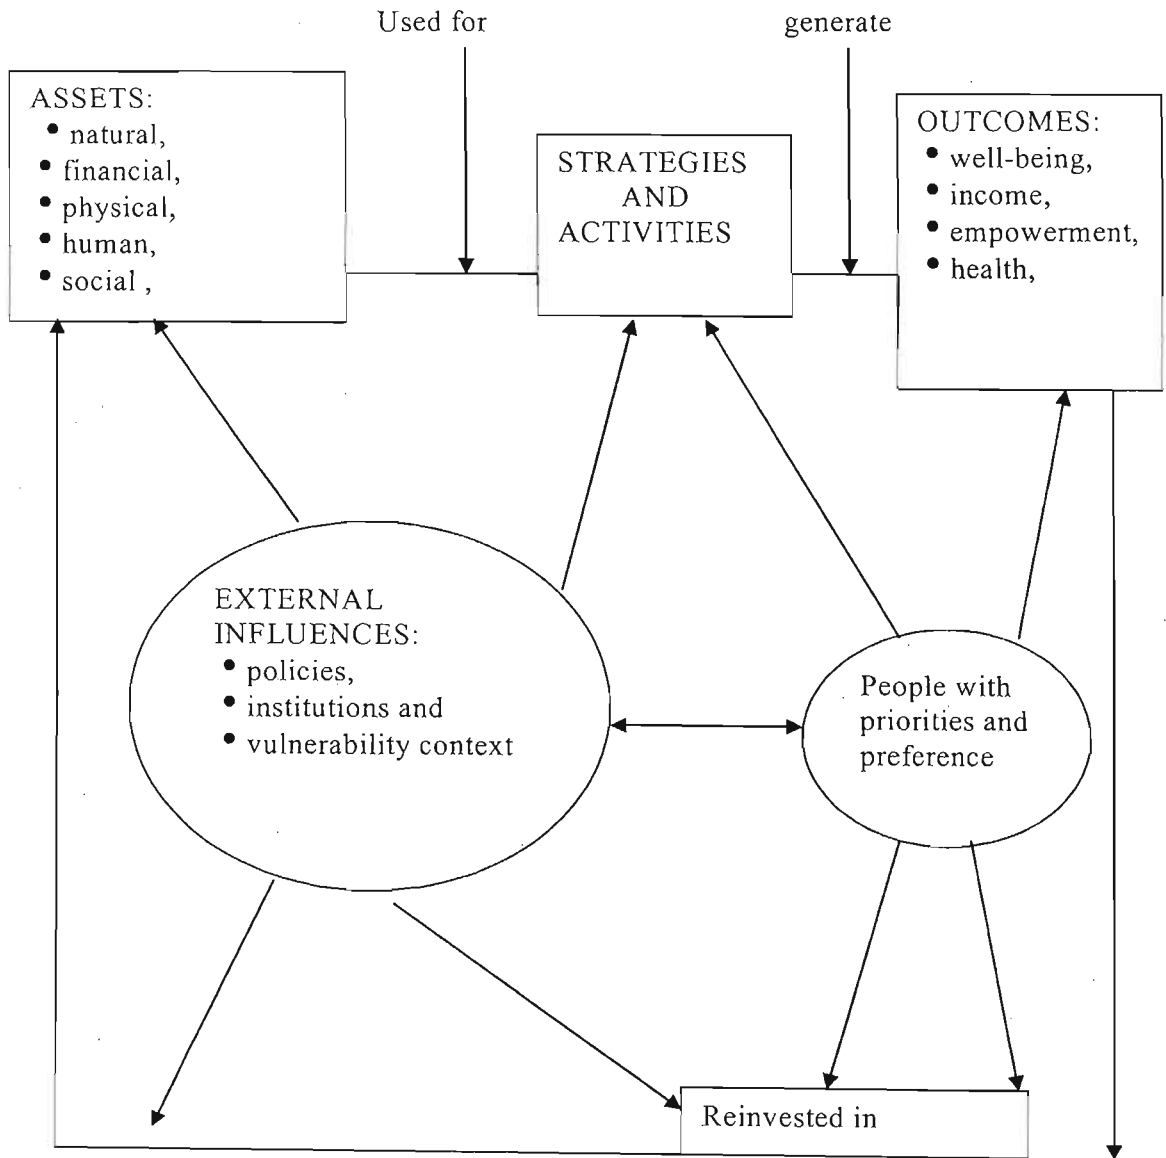 Used for
generate
ASSETS:
• natural,
• financial,
• physical,
• human,
• social ,
STRATEGIES
AND
ACTIVITIES
OUTCOMES:
• well-being,
• income,
• empowerment,
• health,
EXTERNAL
INFLUENCES:
• policies,
• institutions and
• vulnerability context
People with
priorities and
preference
Reinvested in